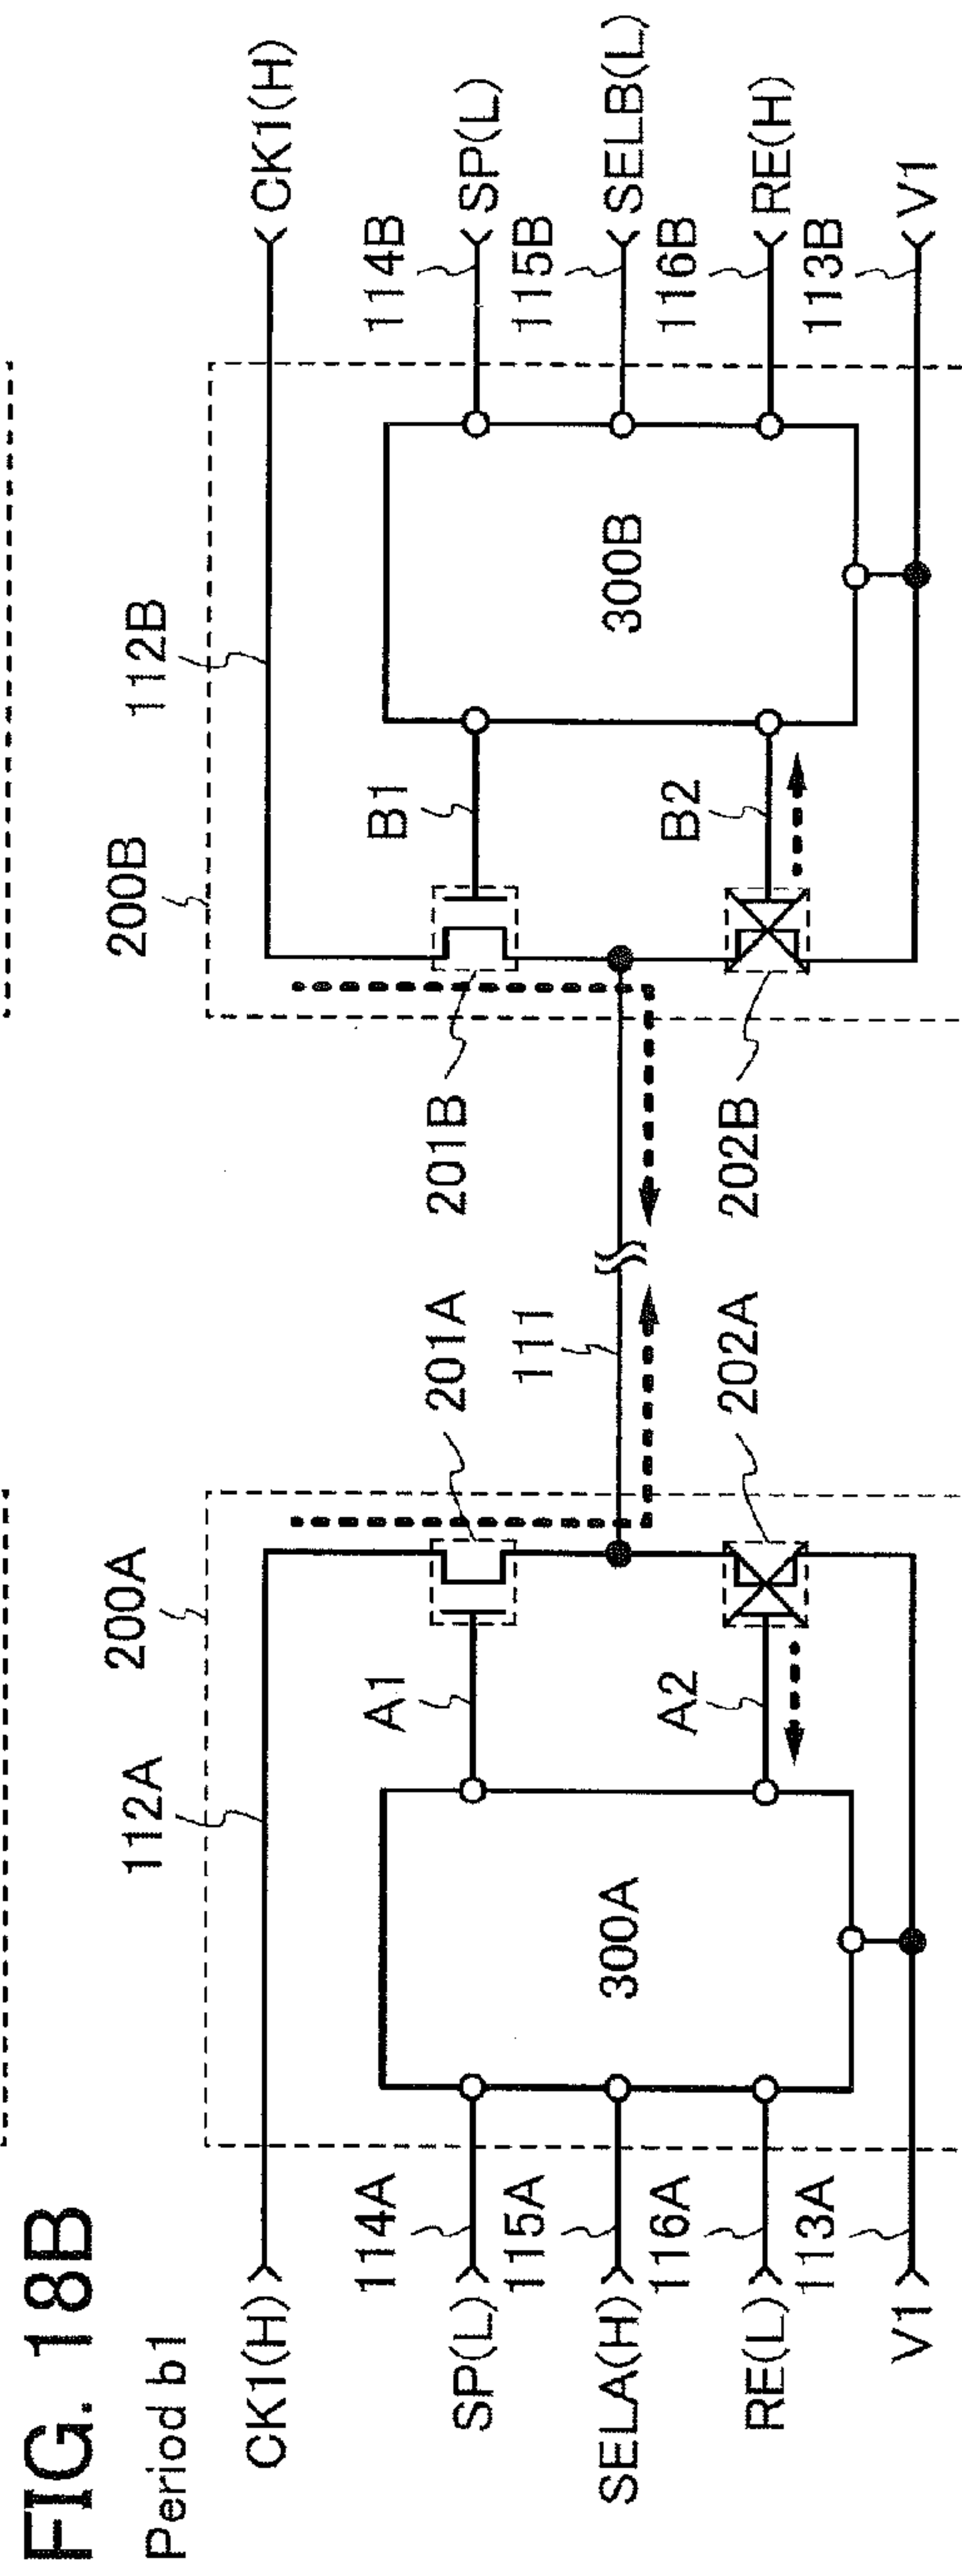 FIG. 18B
Period b1
200A
200B
112A
112B
CK1(H)
CK1(H)
114A
A1
201A
201B
B1
114B
SP(L)
SP(L)
115A
300A
111
300B
115B
SELA(H)
SELB(L)
116A
A2
202A
202B
B2
116B
RE(L)
RE(H)
113A
113B
V1
V1